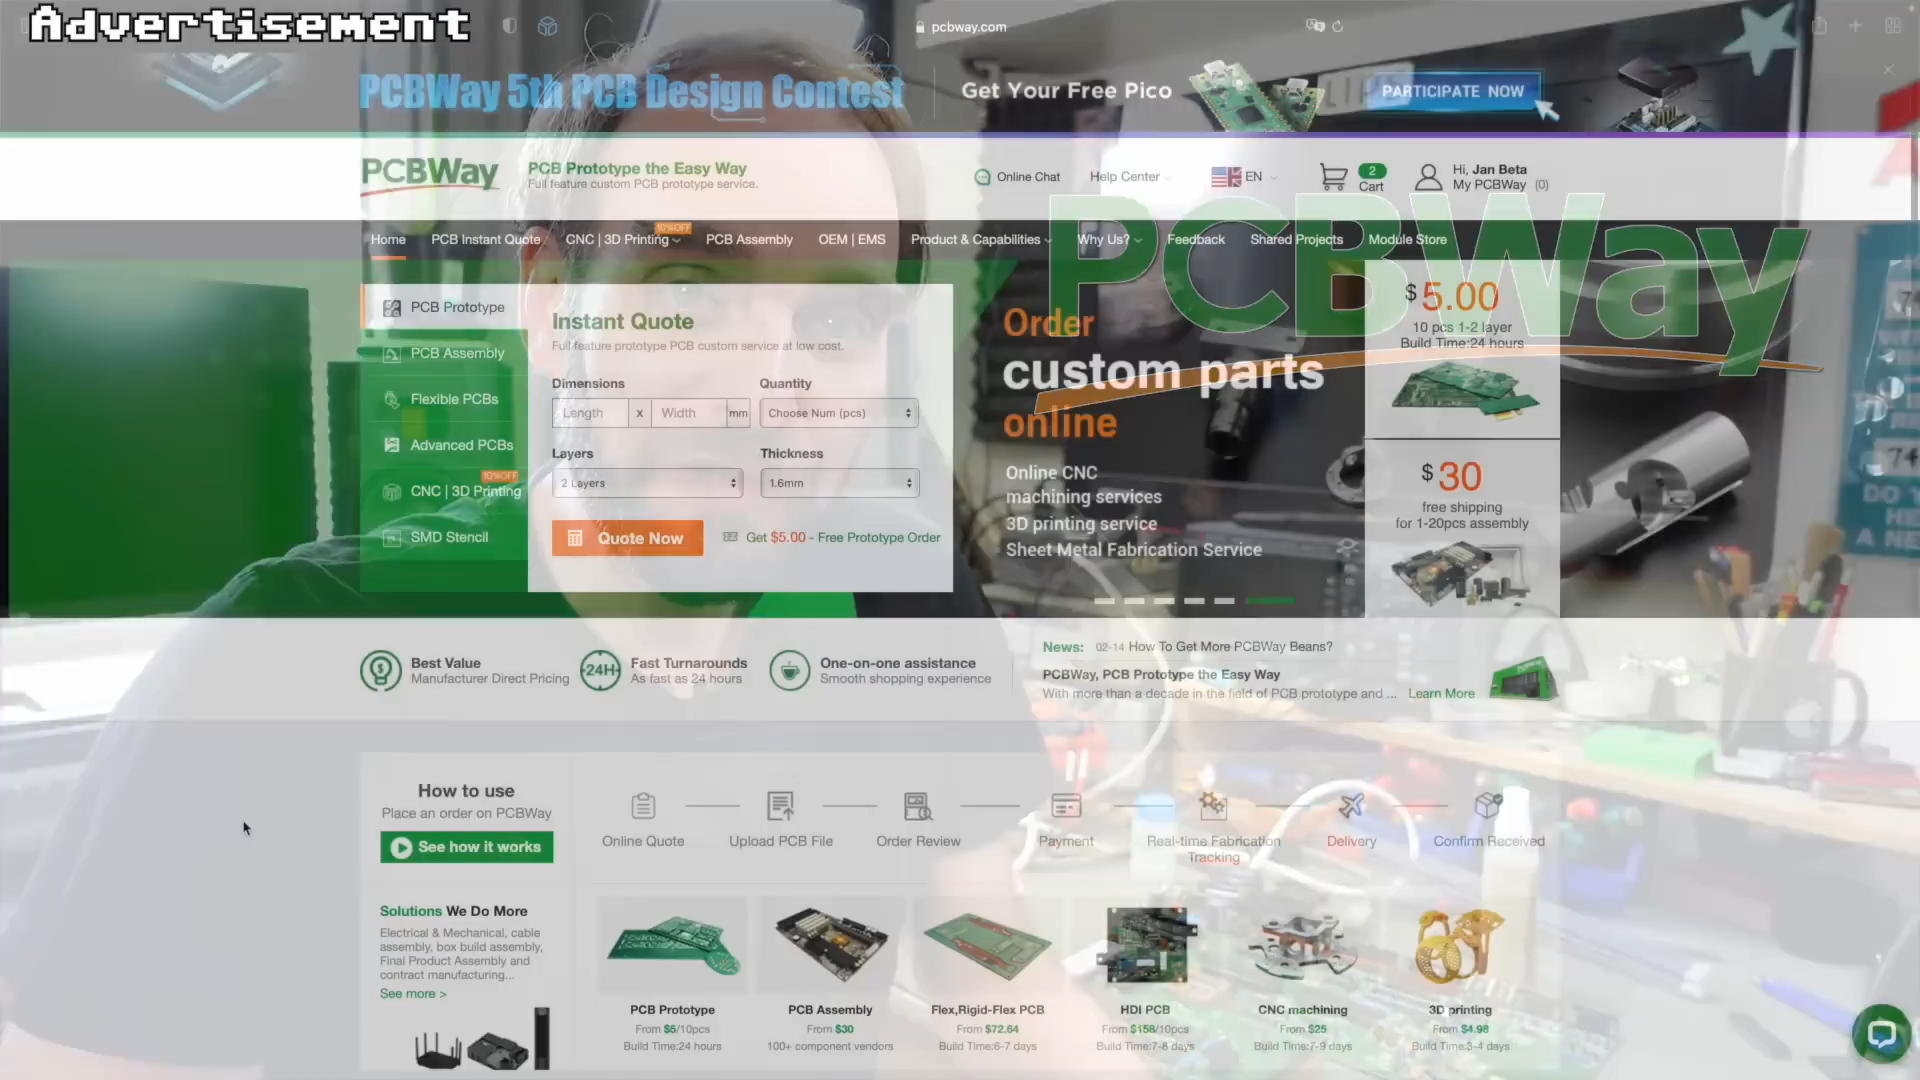 Advertisement
pcbway.com
PCBWay 5th PCB Design Contest
Get Your Free Pico
PARTICIPATE NOW
PCBWay
PCB Prototype the Easy Way
Full feature custom PCB prototype service.
Online Chat
Help Center
EN
2
Cart
Hi, Jan Beta
My PCBWay (0)
Home
PCB Instant Quote
10%OFF
CNC | 3D Printing
PCB Assembly
OEM | EMS
Product & Capabilities
Why Us?
Feedback
Shared Projects
Module Store
PCBWay
PCB Prototype
PCB Assembly
Flexible PCBs
Advanced PCBs
10%OFF
CNC | 3D Printing
SMD Stencil
Instant Quote
Full feature prototype PCB custom service at low cost.
Dimensions
Quantity
Length x Width mm
Choose Num (pcs)
Layers
Thickness
2 Layers
1.6mm
Quote Now
Get $5.00 - Free Prototype Order
Order
custom parts
online
Online CNC
machining services
3D printing service
Sheet Metal Fabrication Service
$5.00
10 pcs 1-2 layer
Build Time:24 hours
$30
free shipping
for 1-20pcs assembly
Best Value
Manufacturer Direct Pricing
24H
Fast Turnarounds
As fast as 24 hours
One-on-one assistance
Smooth shopping experience
News: 02-14 How To Get More PCBWay Beans?
PCBWay, PCB Prototype the Easy Way
With more than a decade in the field of PCB prototype and ... Learn More
How to use
Place an order on PCBWay
See how it works
Online Quote
Upload PCB File
Order Review
Payment
Real-time Fabrication
Tracking
Delivery
Confirm Received
Solutions We Do More
Electrical & Mechanical, cable
assembly, box build assembly,
Final Product Assembly and
contract manufacturing...
See more >
PCB Prototype
From $5/10pcs
Build Time:24 hours
PCB Assembly
From $30
100+ component vendors
Flex,Rigid-Flex PCB
From $72.64
Build Time:6-7 days
HDI PCB
From $158/10pcs
Build Time:7-8 days
CNC machining
From $25
Build Time:7-9 days
3D printing
From $4.98
Build Time:3-4 days